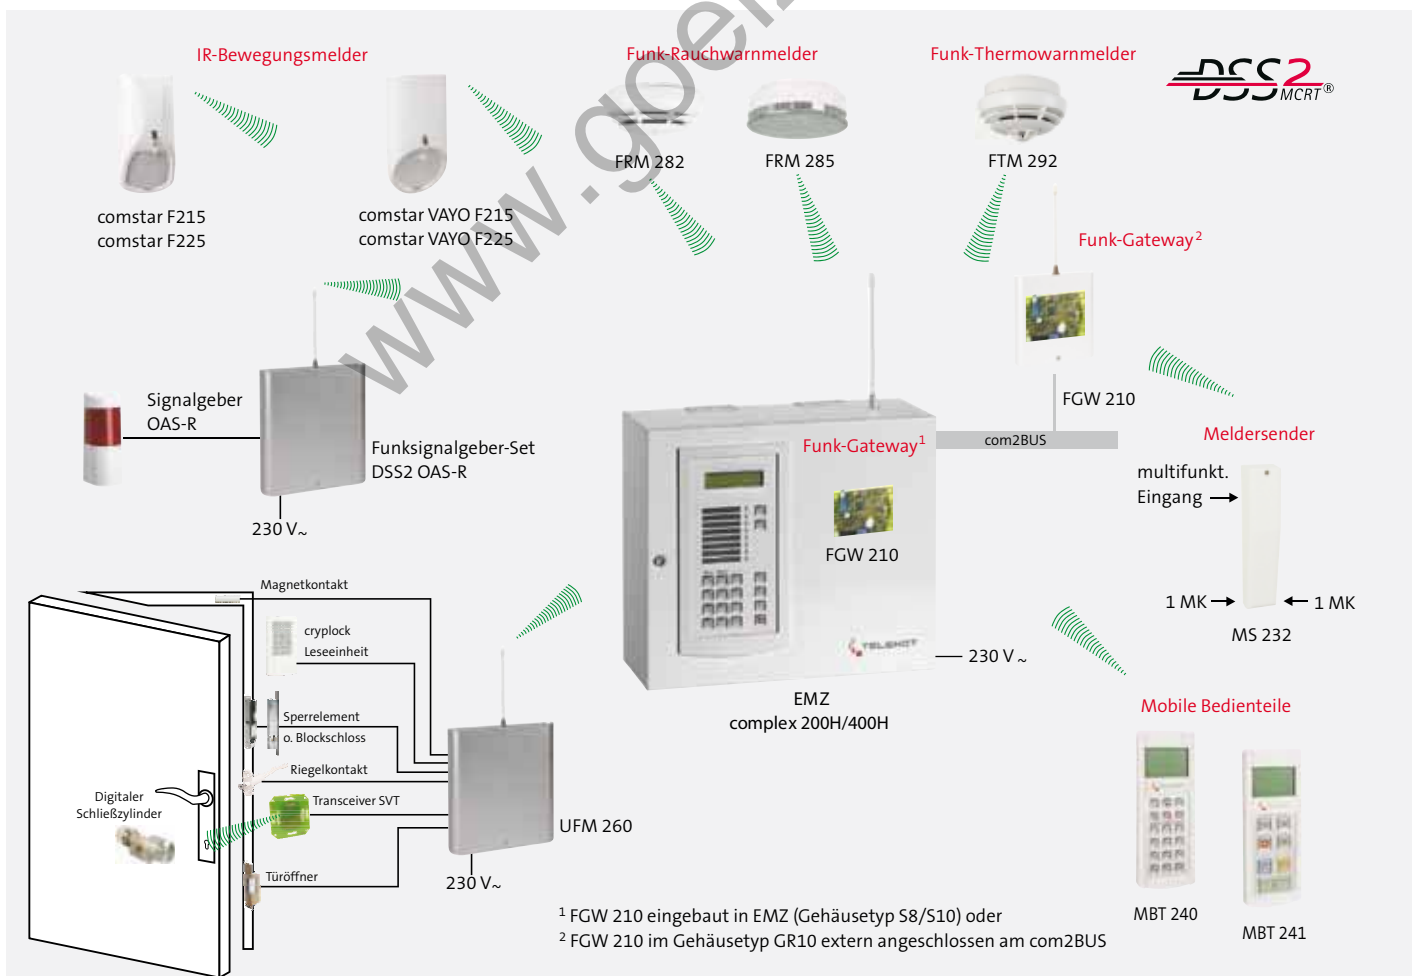 IR-Bewegungsmelder
Funk-Rauchwarnmelder
Funk-Thermowarnmelder
DSS2
MCRT®
FRM 282
FRM 285
FTM 292
comstar F215
comstar F225
comstar VAYO F215
comstar VAYO F225
Funk-Gateway²
FGW 210
com2BUS
Signalgeber
OAS-R
Funksignalgeber-Set
DSS2 OAS-R
230 V~
Funk-Gateway¹
FGW 210
Meldersender
multifunkt.
Eingang
1 MK
1 MK
MS 232
TELENOT
230 V ~
EMZ
complex 200H/400H
Magnetkontakt
cryplock
Leseeinheit
Sperrelement
o. Blockschloss
Riegelkontakt
Transceiver SVT
Digitaler
Schließzylinder
Türöffner
UFM 260
230 V~
Mobile Bedienteile
MBT 240
MBT 241
¹ FGW 210 eingebaut in EMZ (Gehäusetyp S8/S10) oder
² FGW 210 im Gehäusetyp GR10 extern angeschlossen am com2BUS